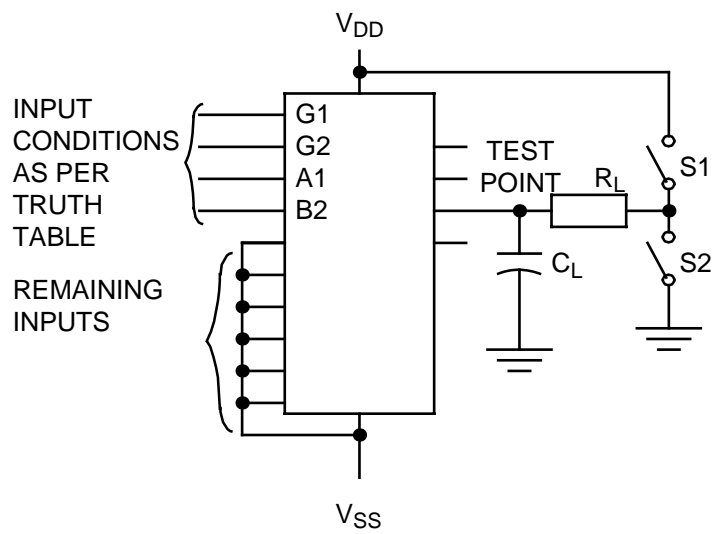 VDD
INPUT
CONDITIONS
AS PER
TRUTH
TABLE
REMAINING
INPUTS
G1
G2
A1
B2
TEST
POINT
RL
CL
S1
S2
VSS